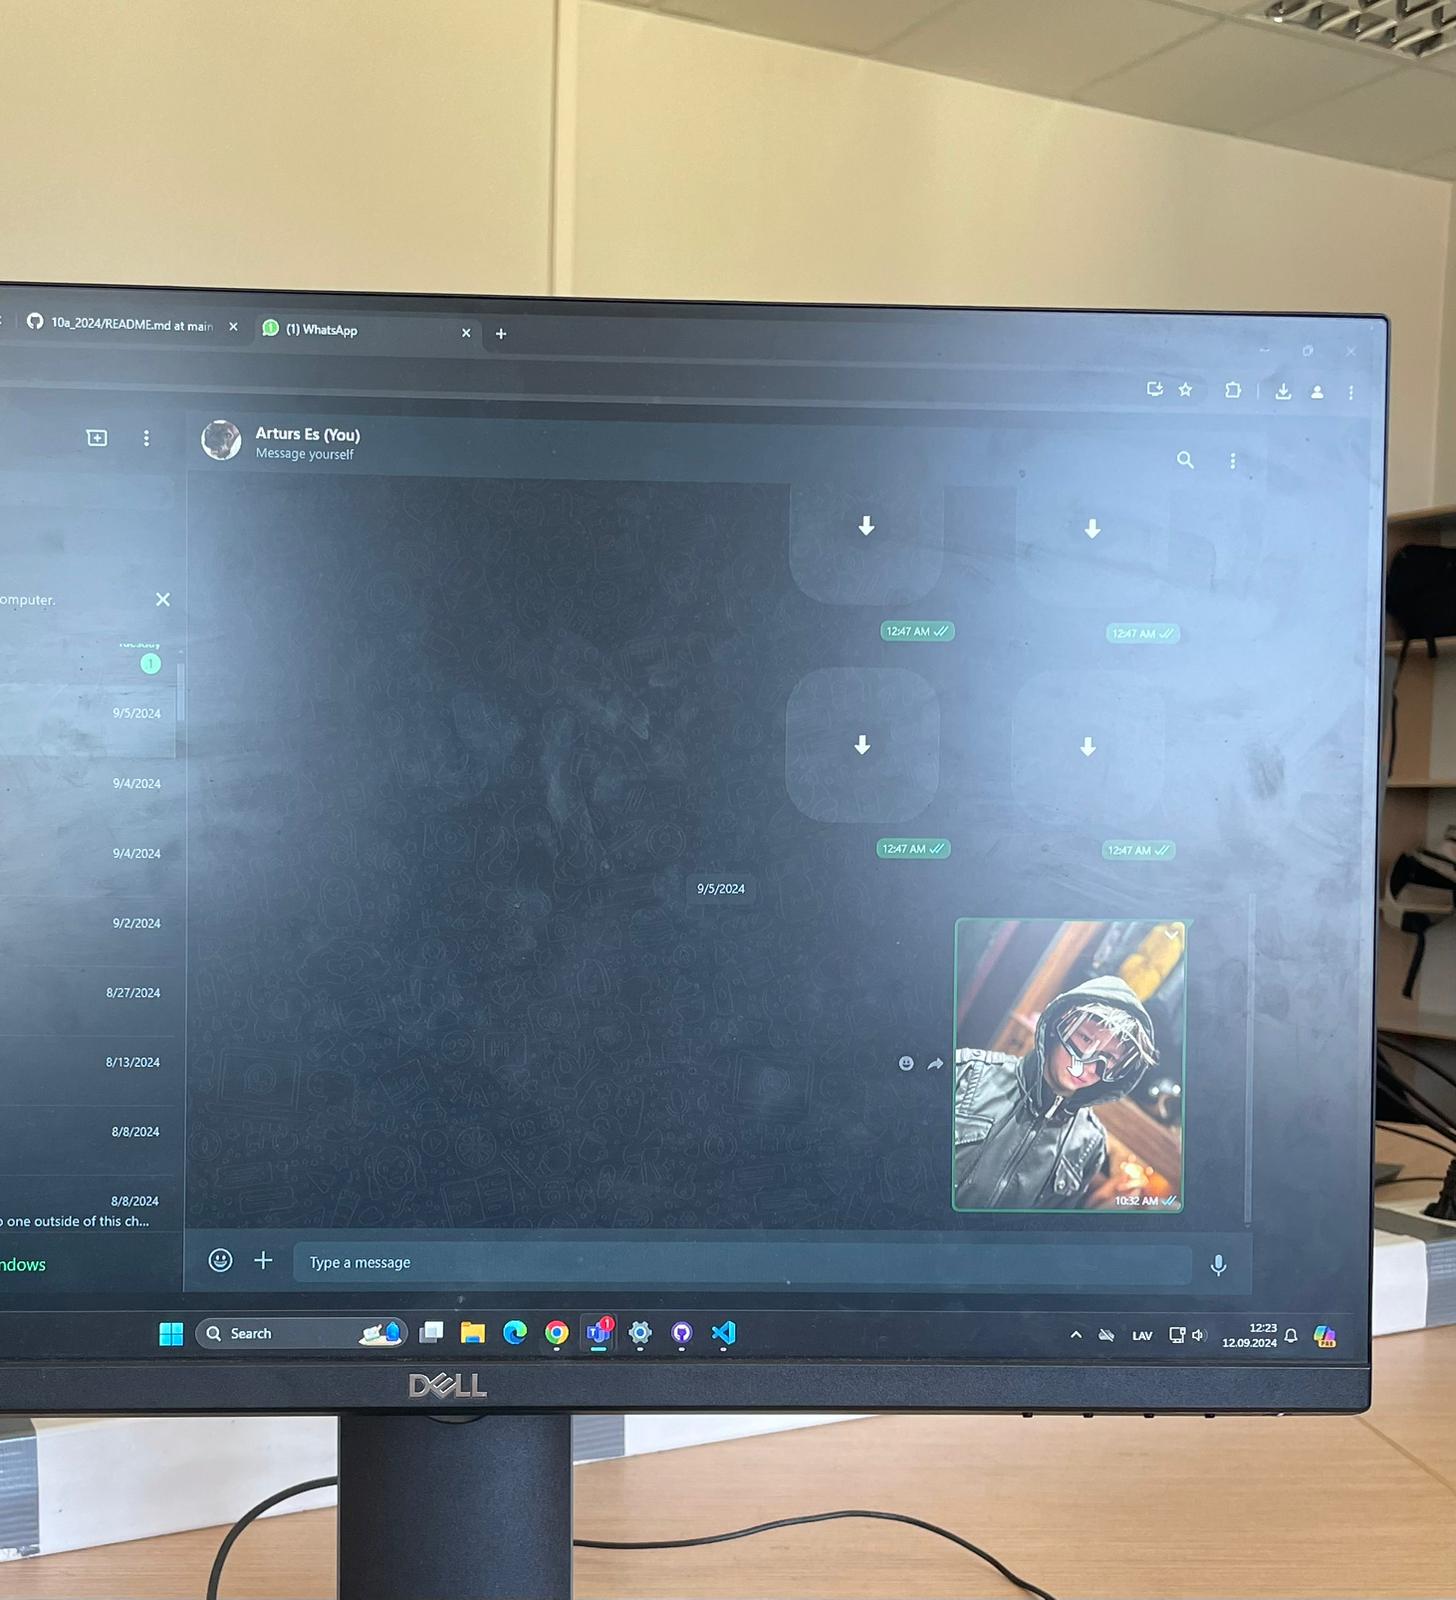 10a_2024/README.md at main
(1) WhatsApp
Arturs Es (You)
Message yourself
omputer.
1
9/5/2024
9/4/2024
9/4/2024
9/2/2024
8/27/2024
8/13/2024
8/8/2024
8/8/2024
o one outside of this ch...
ndows
12:47 AM
12:47 AM
12:47 AM
12:47 AM
9/5/2024
10:32 AM
Type a message
Search
1
LAV
12:23
12.09.2024
DELL